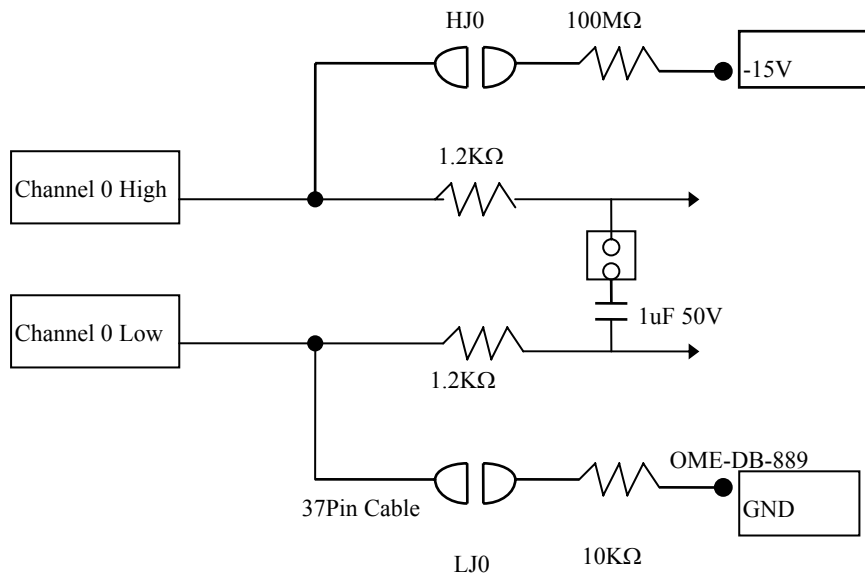 HJ0
100MΩ
-15V
1.2KΩ
Channel 0 High
Channel 0 Low
1uF 50V
1.2KΩ
OME-DB-889
37Pin Cable
GND
10KΩ
LJ0